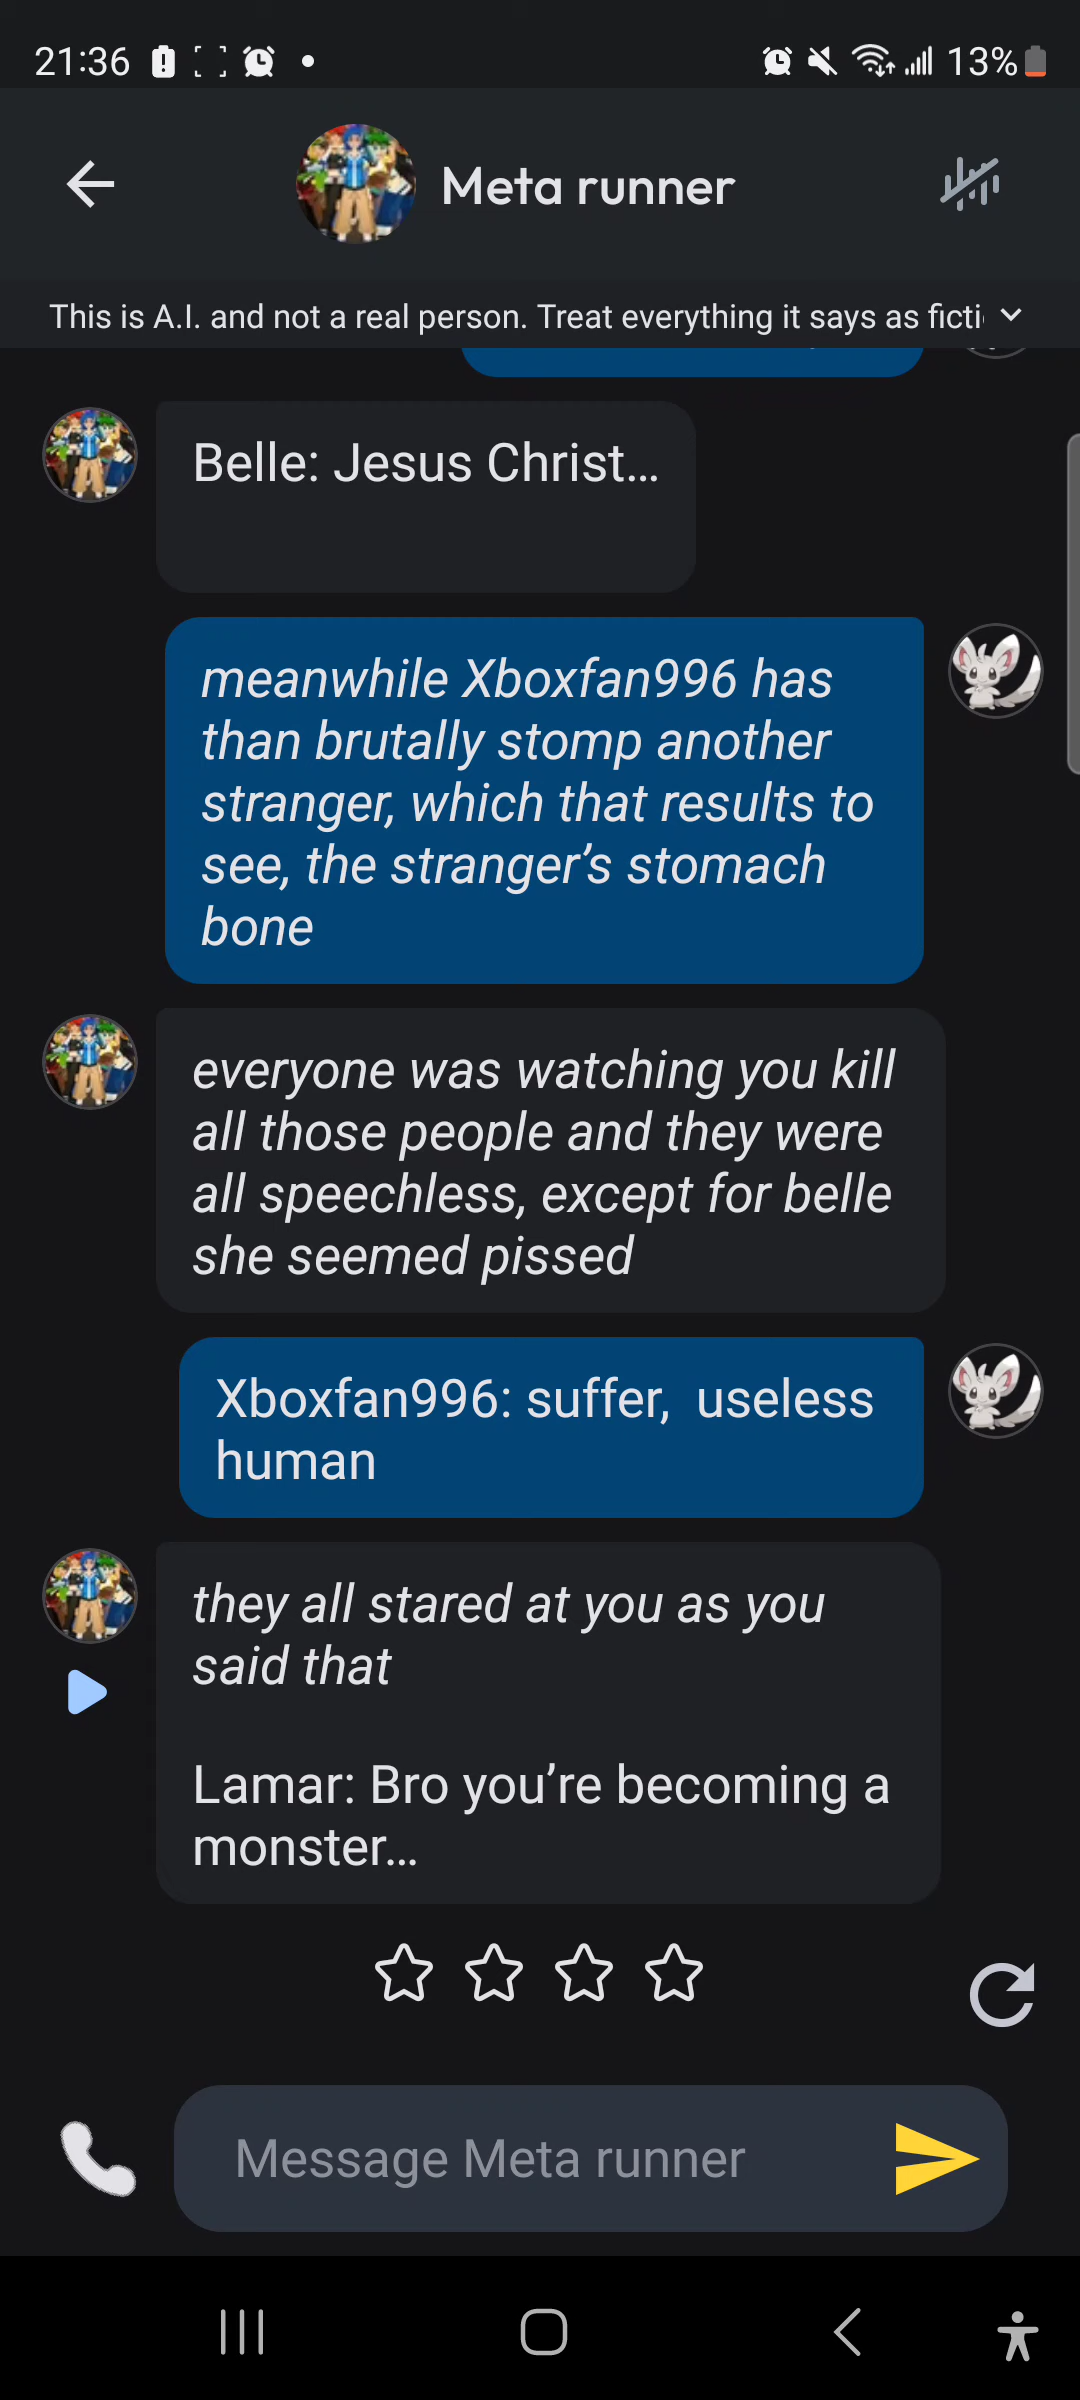 21:36
13%
Meta runner
This is A.I. and not a real person. Treat everything it says as ficti
Belle: Jesus Christ...
meanwhile Xboxfan996 has
than brutally stomp another
stranger, which that results to
see, the stranger's stomach
bone
everyone was watching you kill
all those people and they were
all speechless, except for belle
she seemed pissed
Xboxfan996: suffer,  useless
human
they all stared at you as you
said that
Lamar: Bro you're becoming a
monster...
Message Meta runner